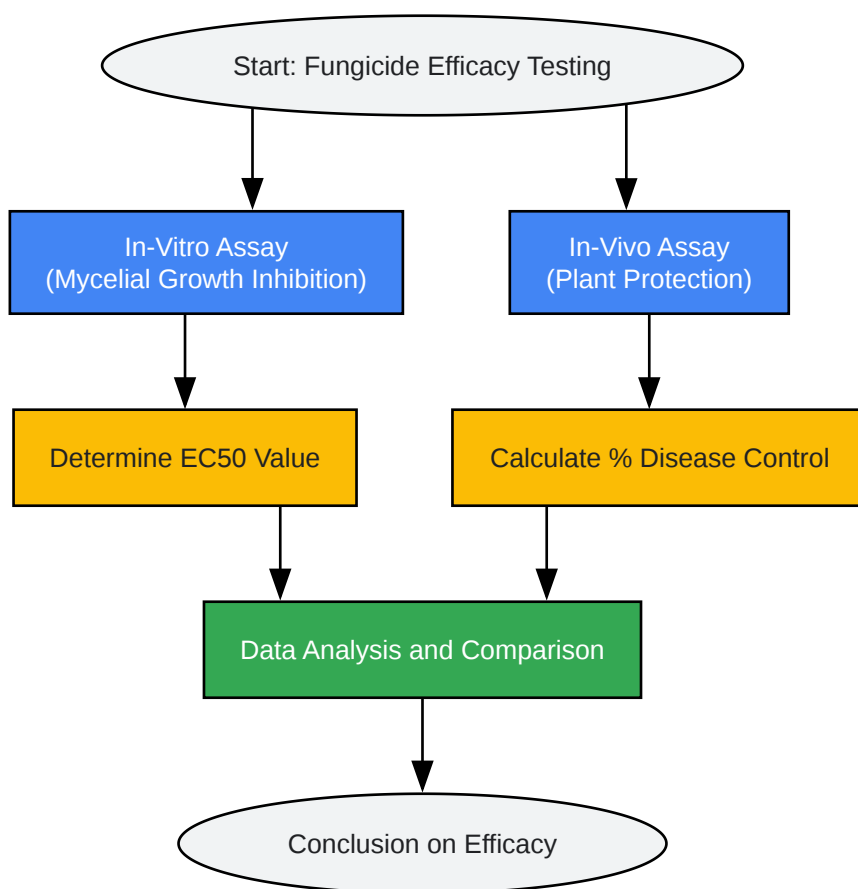 Start: Fungicide Efficacy Testing
In-Vitro Assay
(Mycelial Growth Inhibition)
In-Vivo Assay
(Plant Protection)
Determine EC50 Value
Calculate % Disease Control
Data Analysis and Comparison
Conclusion on Efficacy